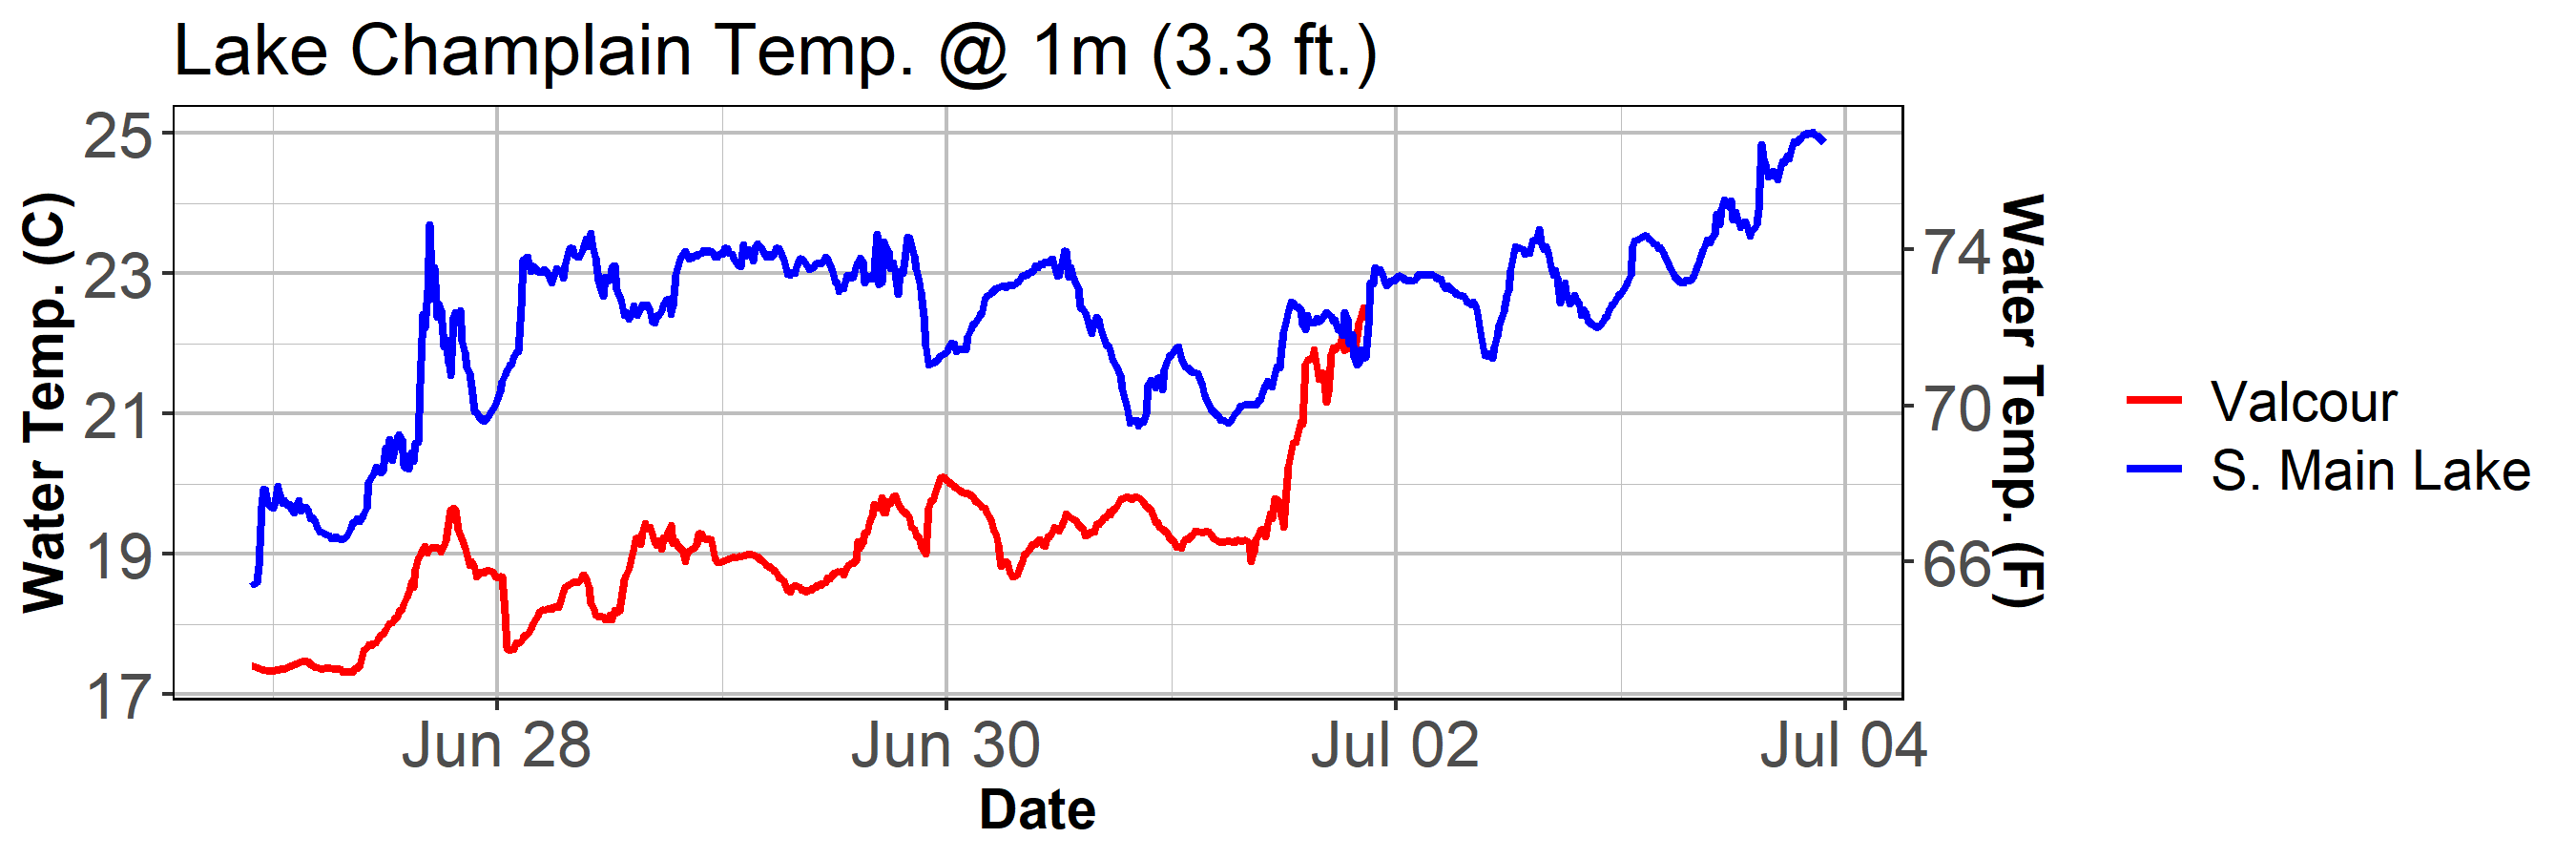 Lake Champlain Temp. @ 1m (3.3 ft.)
Water Temp. (C)
25
23
21
19
17
74
70
66
Water Temp. (F)
Jun 28
Jun 30
Jul 02
Jul 04
Date
Valcour
S. Main Lake